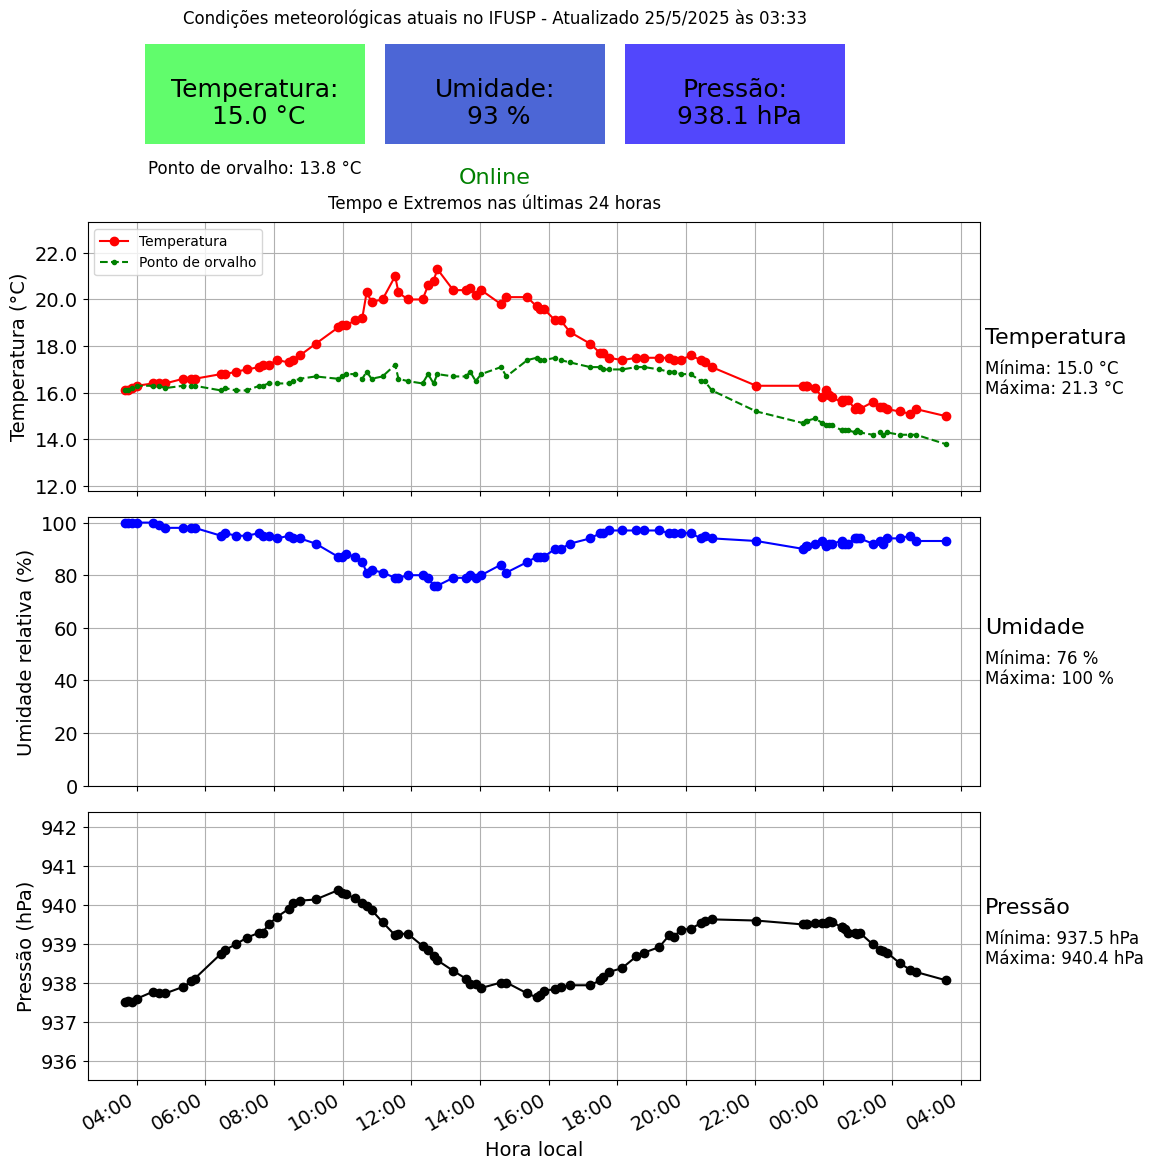 Condições meteorológicas atuais no IFUSP - Atualizado 25/5/2025 às 03:33
Temperatura:
15.0 °C
Umidade:
93 %
Pressão:
938.1 hPa
Ponto de orvalho: 13.8 °C
Online
Tempo e Extremos nas últimas 24 horas
Temperatura
Ponto de orvalho
Temperatura (°C)
22.0
20.0
18.0
16.0
14.0
12.0
Temperatura
Mínima: 15.0 °C
Máxima: 21.3 °C
Umidade relativa (%)
100
80
60
40
20
0
Umidade
Mínima: 76 %
Máxima: 100 %
Pressão (hPa)
942
941
940
939
938
937
936
Pressão
Mínima: 937.5 hPa
Máxima: 940.4 hPa
04:00
06:00
08:00
10:00
12:00
14:00
16:00
18:00
20:00
22:00
00:00
02:00
04:00
Hora local